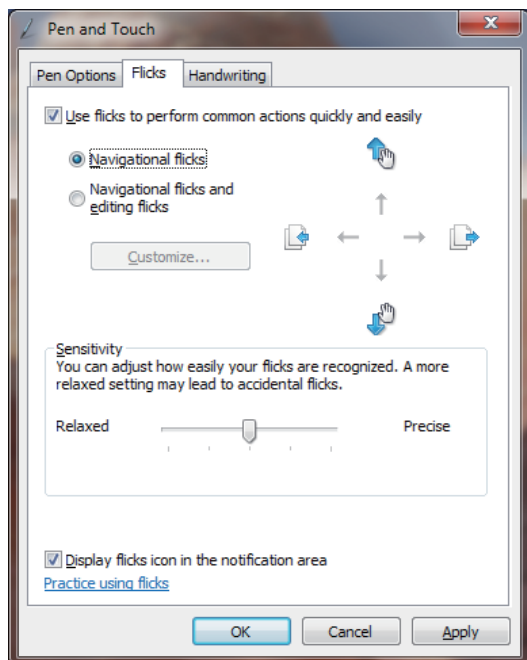 Pen and Touch
Pen Options
Flicks
Handwriting
Use flicks to perform common actions quickly and easily
Navigational flicks
Navigational flicks and
editing flicks
Customize...
Sensitivity
You can adjust how easily your flicks are recognized. A more
relaxed setting may lead to accidental flicks.
Relaxed
Precise
Display flicks icon in the notification area
Practice using flicks
OK
Cancel
Apply